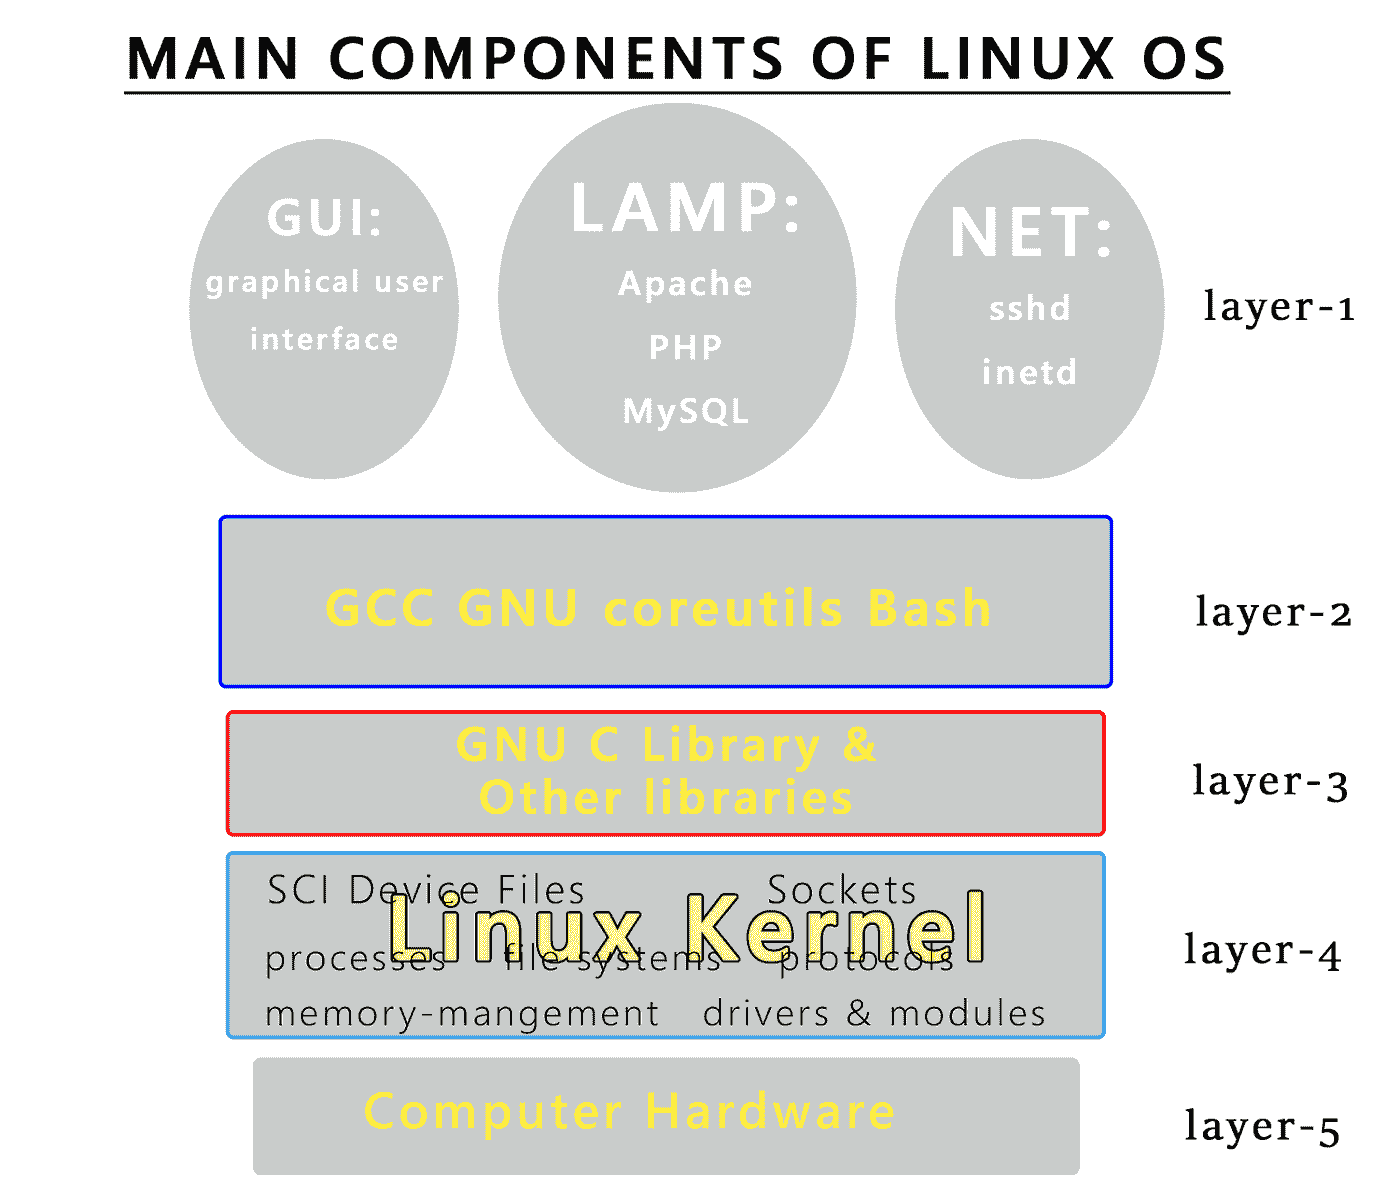 MAIN COMPONENTS OF LINUX OS
GUI:
graphical user
interface
LAMP:
Apache
PHP
MySQL
NET:
sshd
inetd
layer-1
GCC GNU coreutils Bash
layer-2
GNU C Library &
Other libraries
layer-3
SCI Device Files Sockets
Linux Kernel
processes file systems protocols
memory-mangement drivers & modules
layer-4
Computer Hardware
layer-5